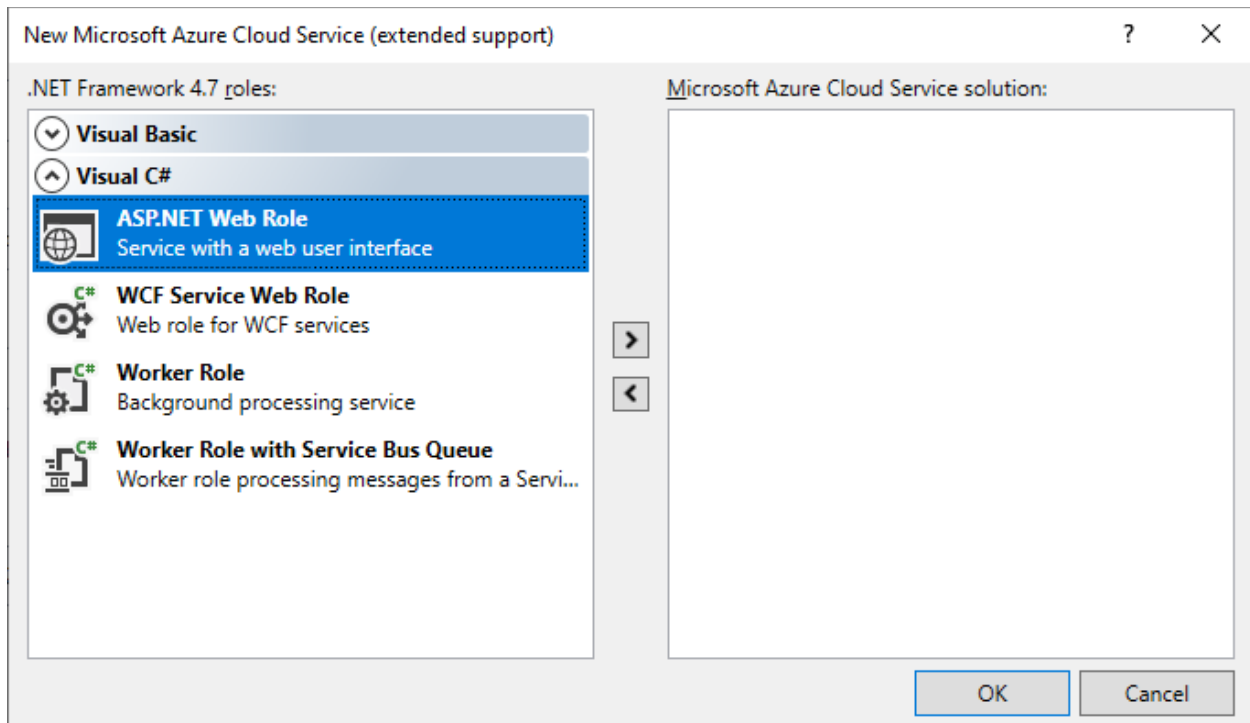 New Microsoft Azure Cloud Service (extended support)
?
.NET Framework 4.7 roles:
Microsoft Azure Cloud Service solution:
Visual Basic
Visual C#
ASP.NET Web Role
Service with a web user interface
C#
WCF Service Web Role
Web role for WCF services
C#
Worker Role
Background processing service
C#
Worker Role with Service Bus Queue
Worker role processing messages from a Servi...
OK
Cancel